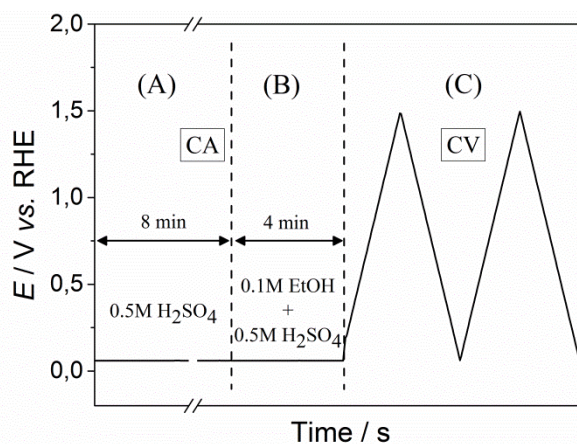 2,0
1,5
1,0
0,5
0,0
E / V vs. RHE
(A)
(B)
(C)
CA
CV
8 min
4 min
0.5M H₂SO₄
0.1M EtOH
+
0.5M H₂SO₄
Time / s